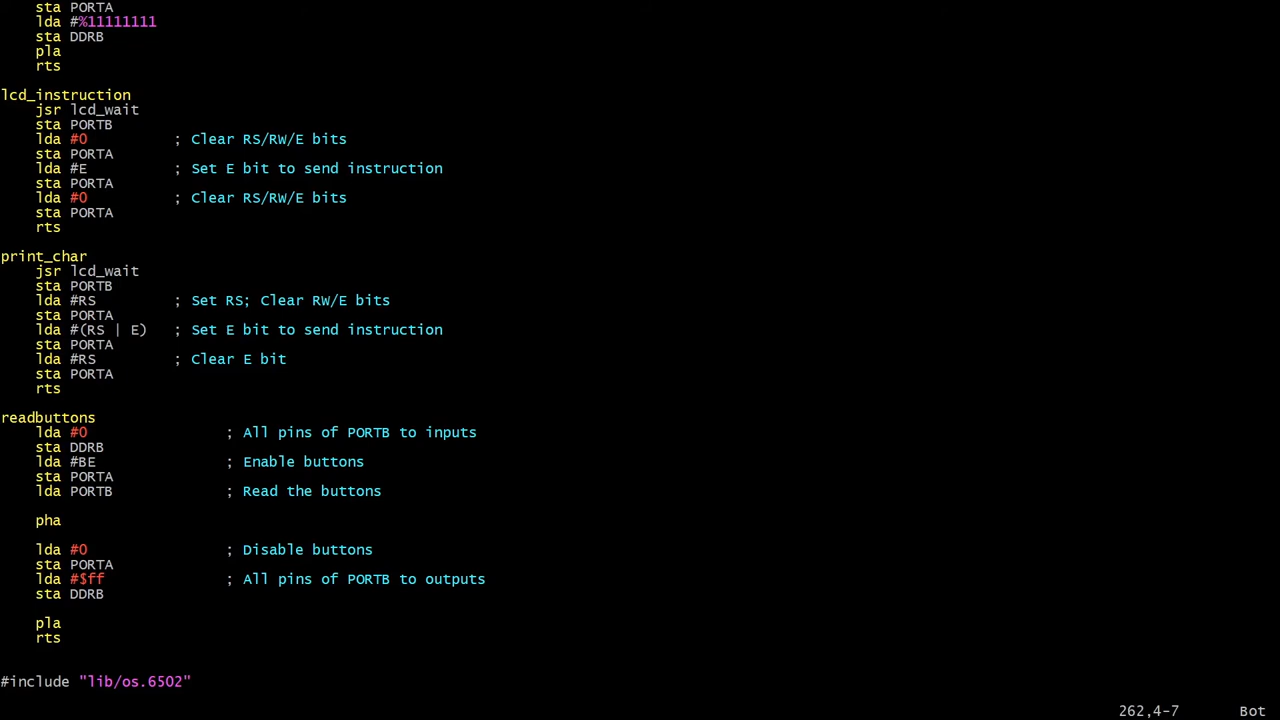 sta PORTA
lda #%11111111
sta DDRB
pla
rts
lcd_instruction
jsr lcd_wait
sta PORTB
lda #0 ; Clear RS/RW/E bits
sta PORTA
lda #E ; Set E bit to send instruction
sta PORTA
lda #0 ; Clear RS/RW/E bits
sta PORTA
rts
print_char
jsr lcd_wait
sta PORTB
lda #RS ; Set RS; Clear RW/E bits
sta PORTA
lda #(RS | E) ; Set E bit to send instruction
sta PORTA
lda #RS ; Clear E bit
sta PORTA
rts
readbuttons
lda #0 ; All pins of PORTB to inputs
sta DDRB
lda #BE ; Enable buttons
sta PORTA
lda PORTB ; Read the buttons
pha
lda #0 ; Disable buttons
sta PORTA
lda #$ff ; All pins of PORTB to outputs
sta DDRB
pla
rts
#include "lib/os.6502"
262,4-7 Bot